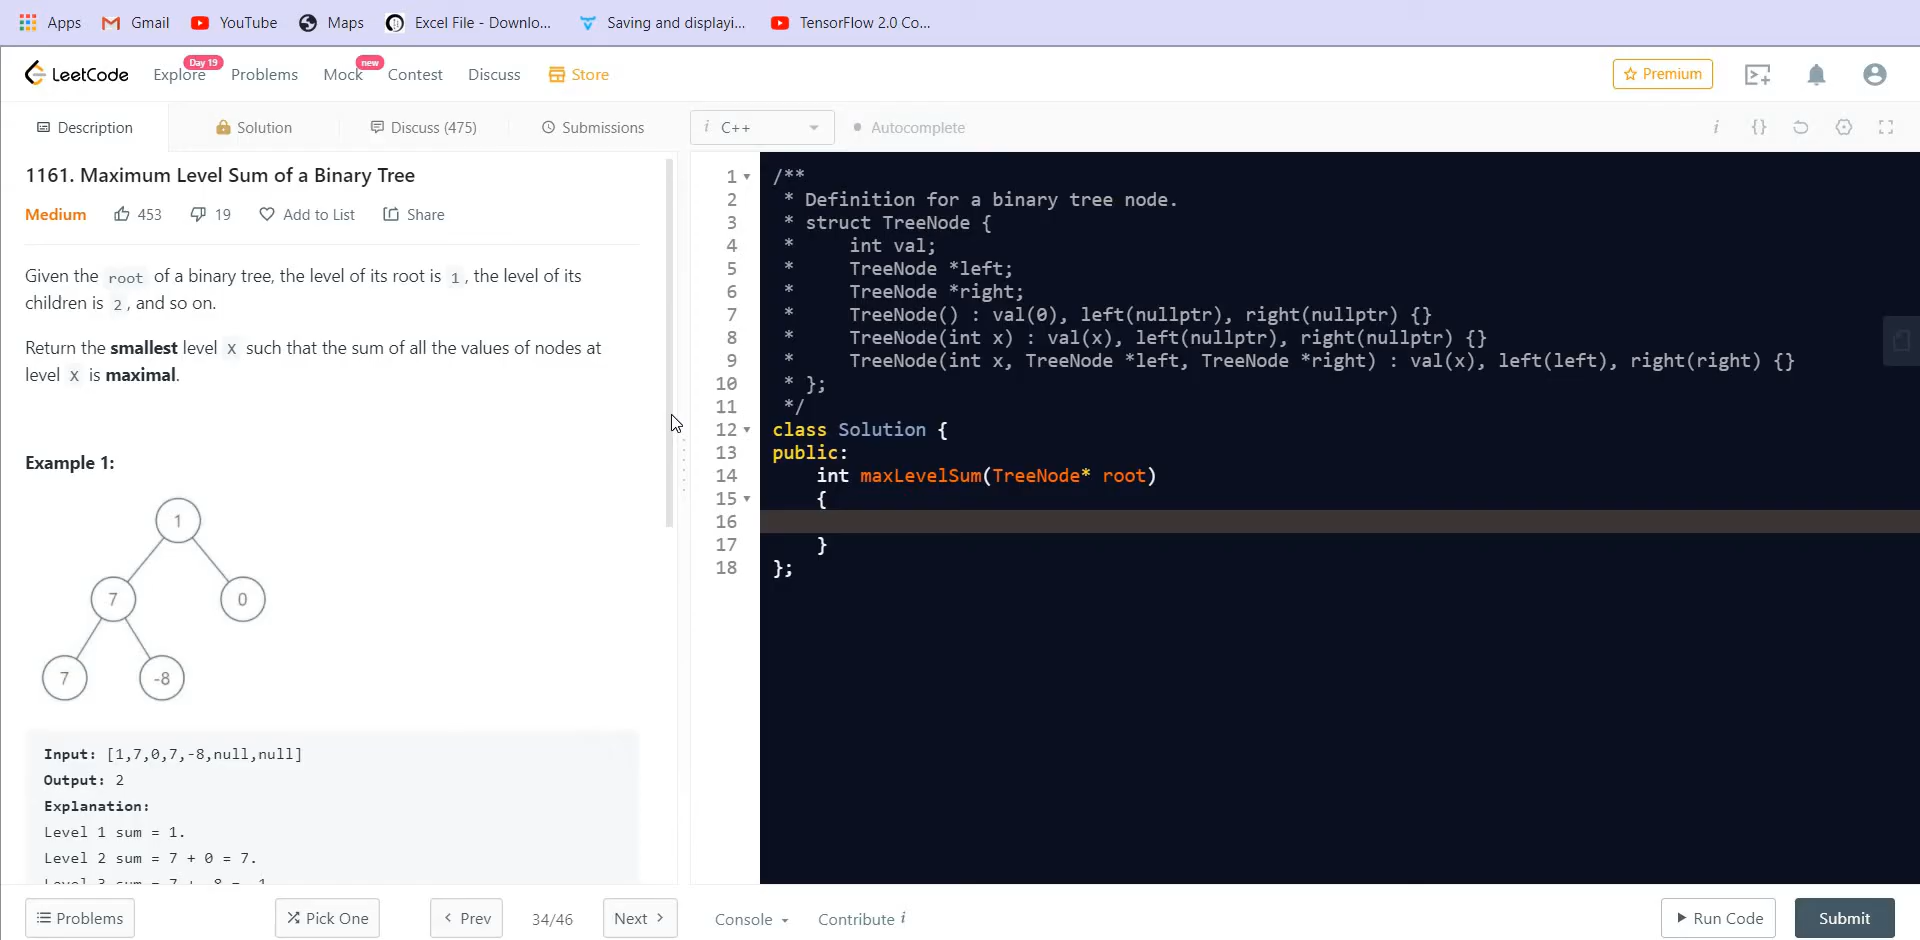 Apps Gmail YouTube Maps Excel File - Downlo... Saving and displayi... TensorFlow 2.0 Co...
LeetCode Explore Day 19 Problems Mock new Contest Discuss Store Premium
Description Solution Discuss (475) Submissions i C++ Autocomplete i {}
1161. Maximum Level Sum of a Binary Tree
Medium 453 19 Add to List Share
Given the root of a binary tree, the level of its root is 1, the level of its
children is 2, and so on.
Return the smallest level X such that the sum of all the values of nodes at
level X is maximal.
Example 1:
1
7 0
7 -8
Input: [1,7,0,7,-8,null,null]
Output: 2
Explanation:
Level 1 sum = 1.
Level 2 sum = 7 + 0 = 7.
1 /**
2 * Definition for a binary tree node.
3 * struct TreeNode {
4 *     int val;
5 *     TreeNode *left;
6 *     TreeNode *right;
7 *     TreeNode() : val(0), left(nullptr), right(nullptr) {}
8 *     TreeNode(int x) : val(x), left(nullptr), right(nullptr) {}
9 *     TreeNode(int x, TreeNode *left, TreeNode *right) : val(x), left(left), right(right) {}
10 * };
11 */
12 class Solution {
13 public:
14     int maxLevelSum(TreeNode* root)
15     {
16
17     }
18 };
Problems Pick One < Prev 34/46 Next > Console Contribute i Run Code Submit